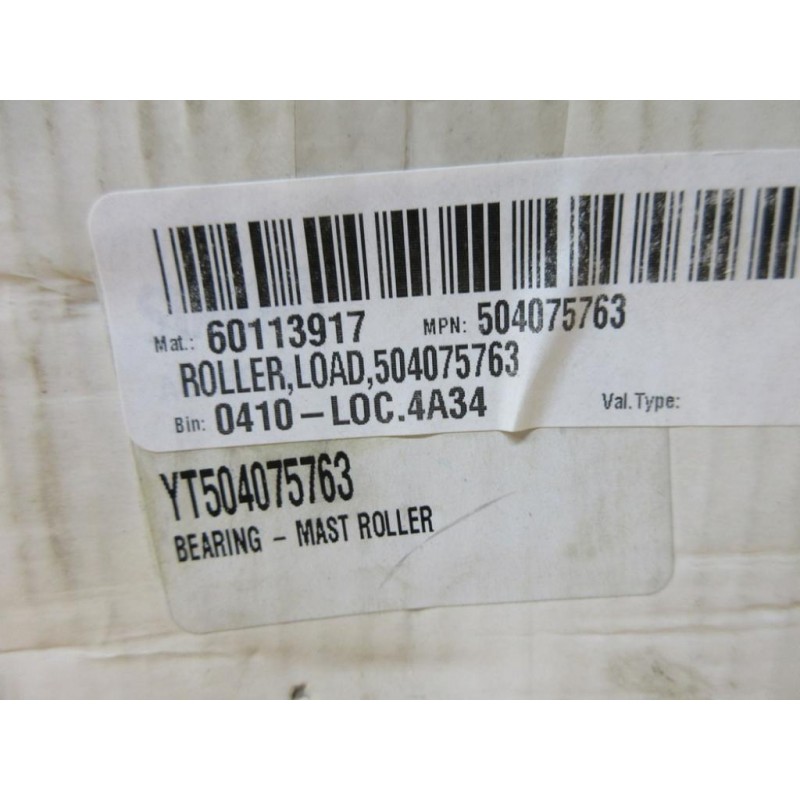 Mat.: 60113917 MPN: 504075763
ROLLER,LOAD,504075763
Bin: 0410-LOC.4A34 Val.Type:
YT504075763
BEARING - MAST ROLLER